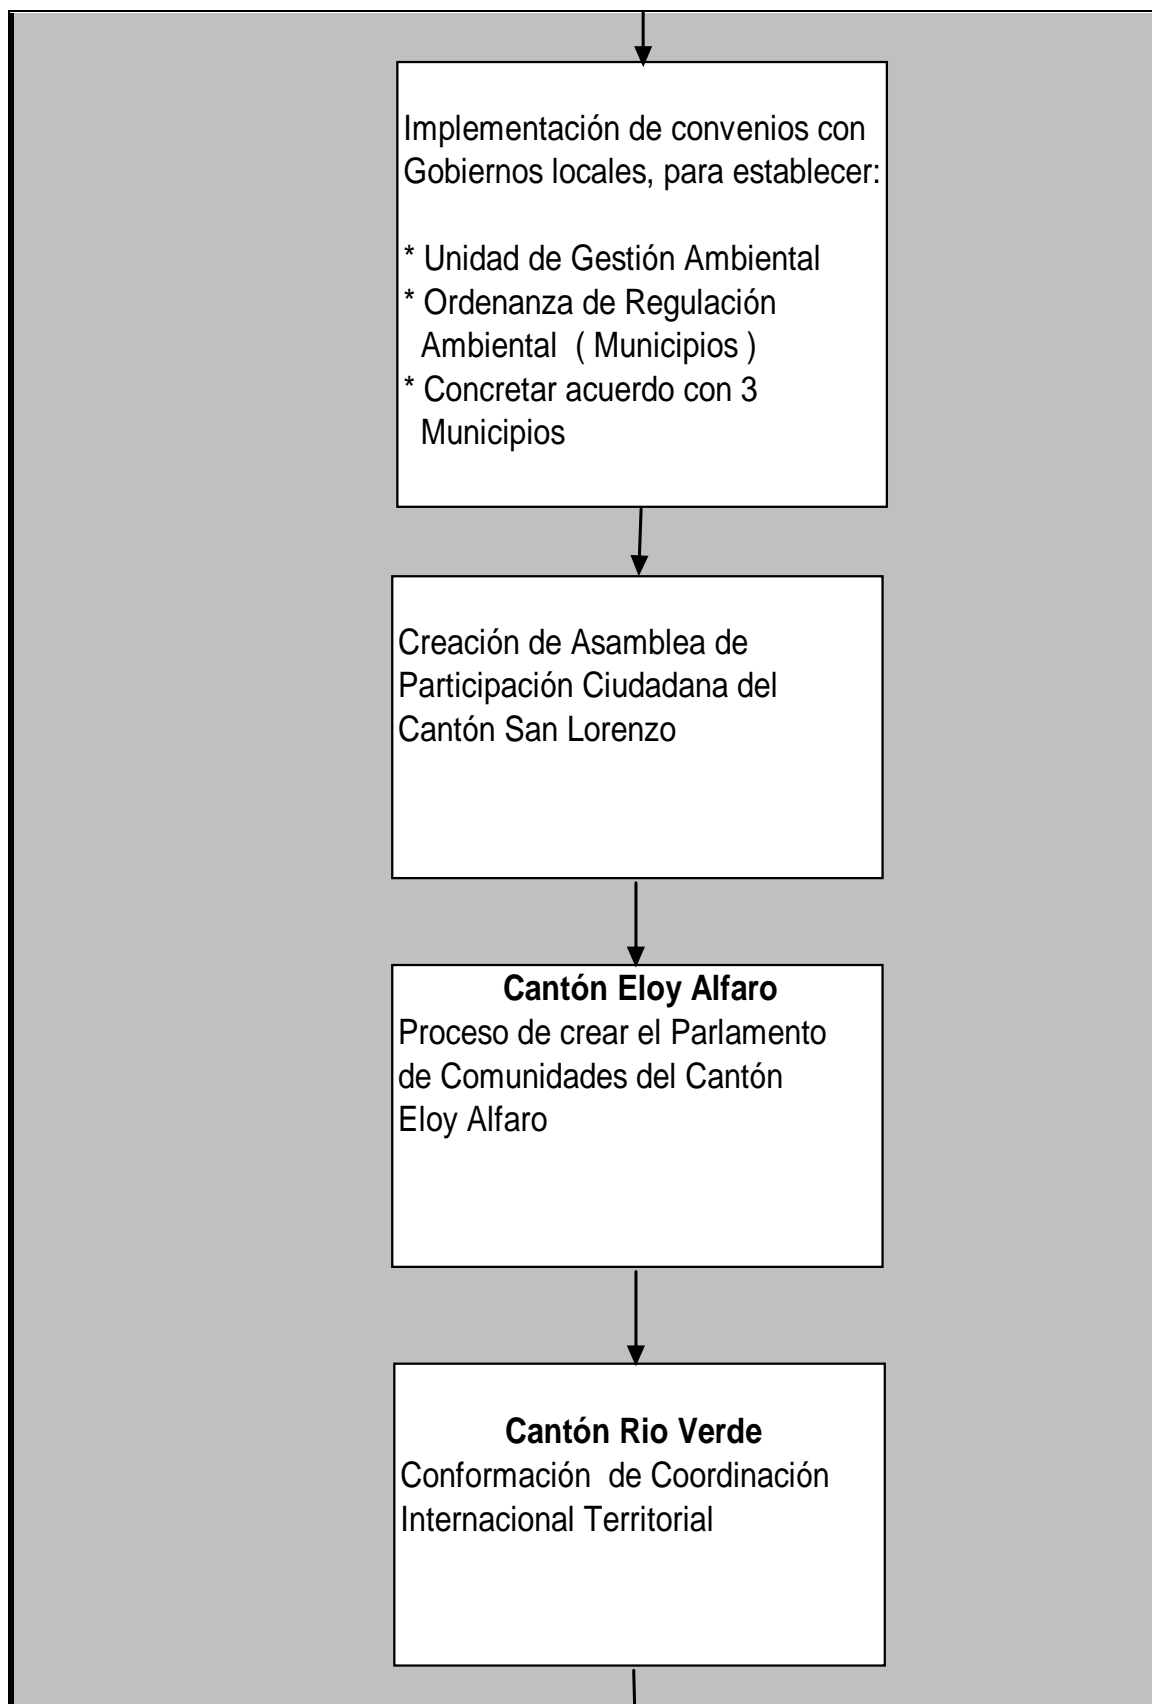 Implementación de convenios con
Gobiernos locales, para establecer:
* Unidad de Gestión Ambiental
* Ordenanza de Regulación
Ambiental ( Municipios )
* Concretar acuerdo con 3
Municipios
Creación de Asamblea de
Participación Ciudadana del
Cantón San Lorenzo
Cantón Eloy Alfaro
Proceso de crear el Parlamento
de Comunidades del Cantón
Eloy Alfaro
Cantón Rio Verde
Conformación de Coordinación
Internacional Territorial